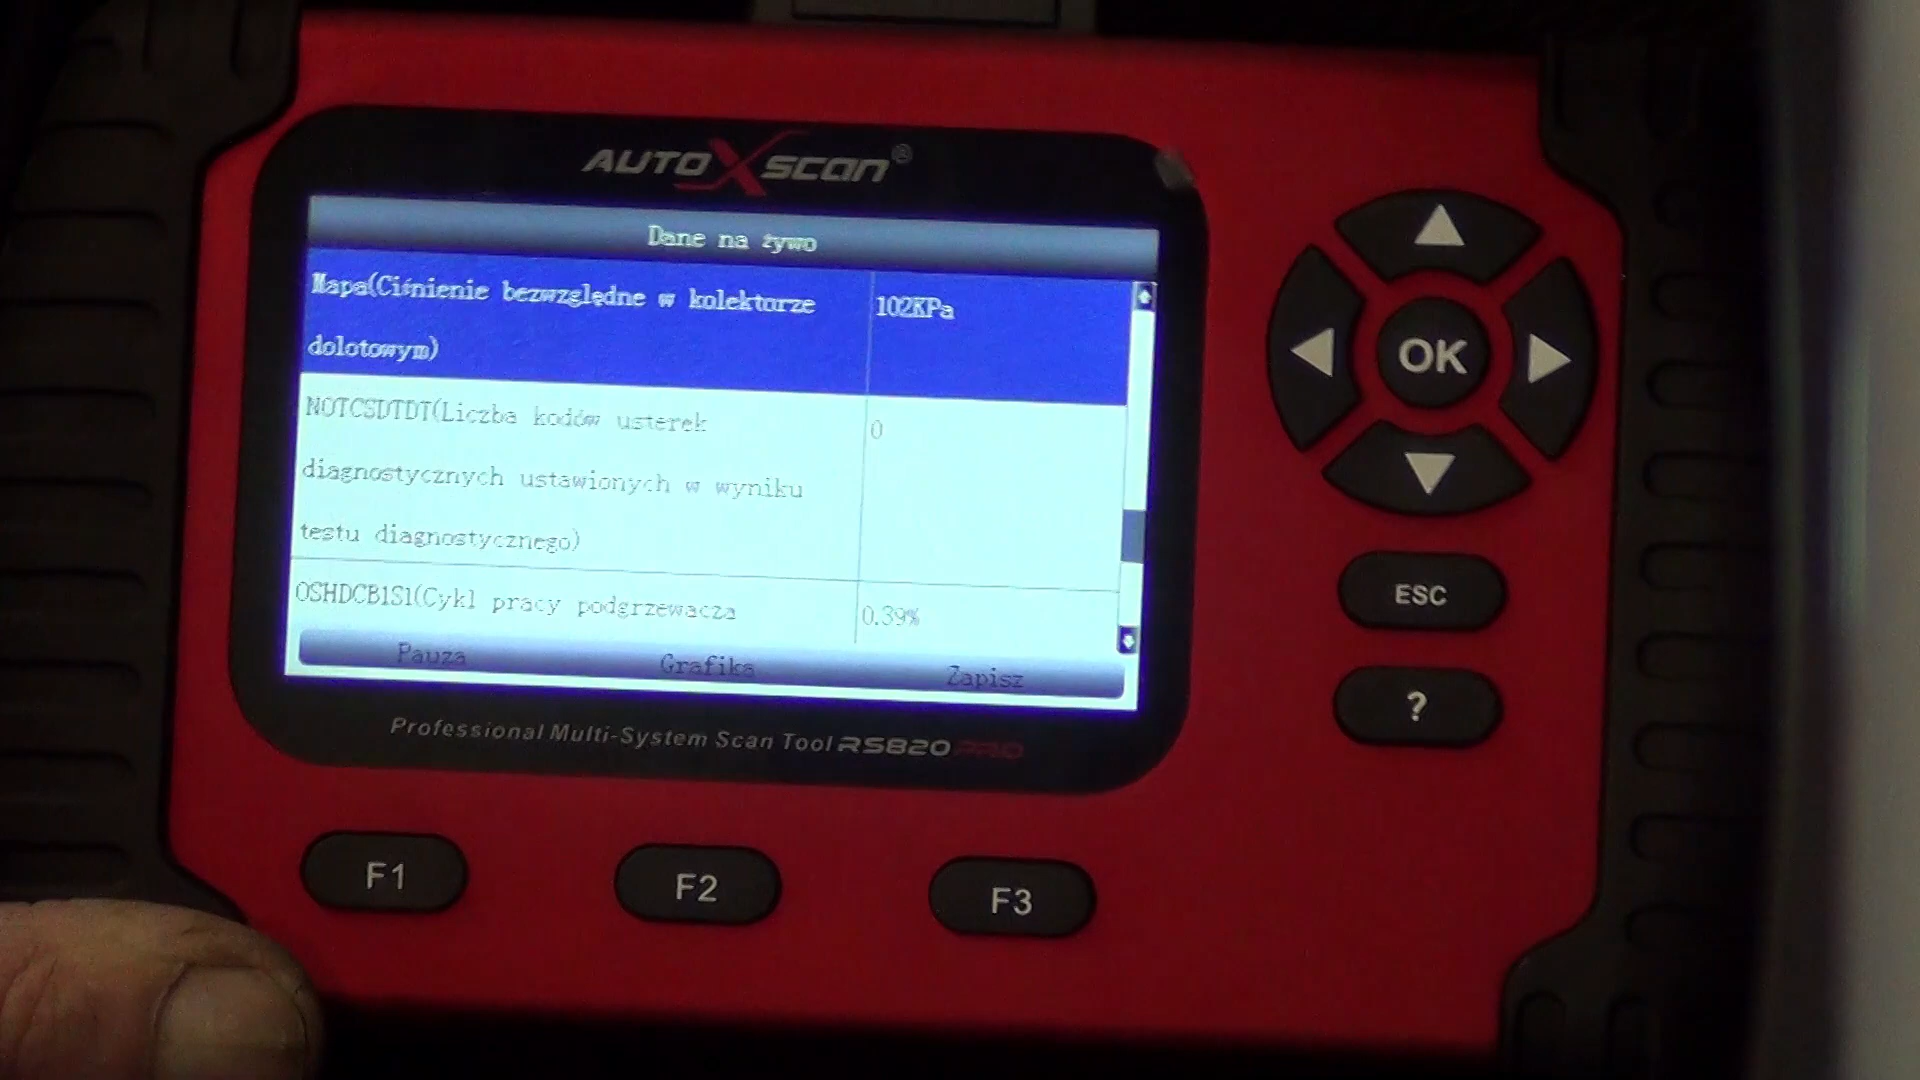 AUTOXSCAN®
Dane na żywo
Mapa(Ciśnienie bezwzględne w kolektorze 102KPa
dolotowym)
NOTCSDTDT(Liczba kodów usterek 0
diagnostycznych ustawionych w wyniku
testu diagnostycznego)
OSHDCB1S1(Cykl pracy podgrzewacza 0.39%
Pauza Grafika Zapisz
Professional Multi-System Scan Tool RS820 PRO
OK
ESC
?
F1 F2 F3